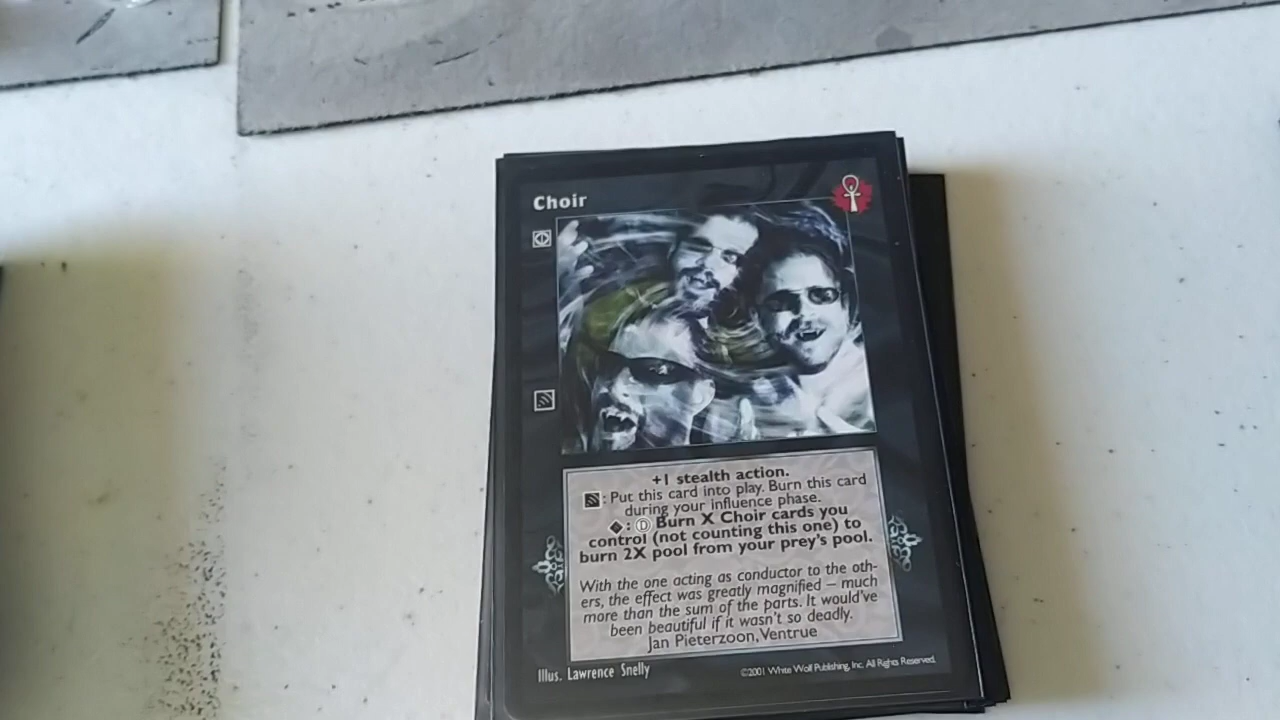 Choir
+1 stealth action.
: Put this card into play. Burn this card
during your influence phase.
: D Burn X Choir cards you
control (not counting this one) to
burn 2X pool from your prey's pool.
With the one acting as conductor to the oth-
ers, the effect was greatly magnified – much
more than the sum of the parts. It would've
been beautiful if it wasn't so deadly.
Jan Pieterzoon, Ventrue
Illus. Lawrence Snelly
©2001 White Wolf Publishing, Inc. All Rights Reserved.